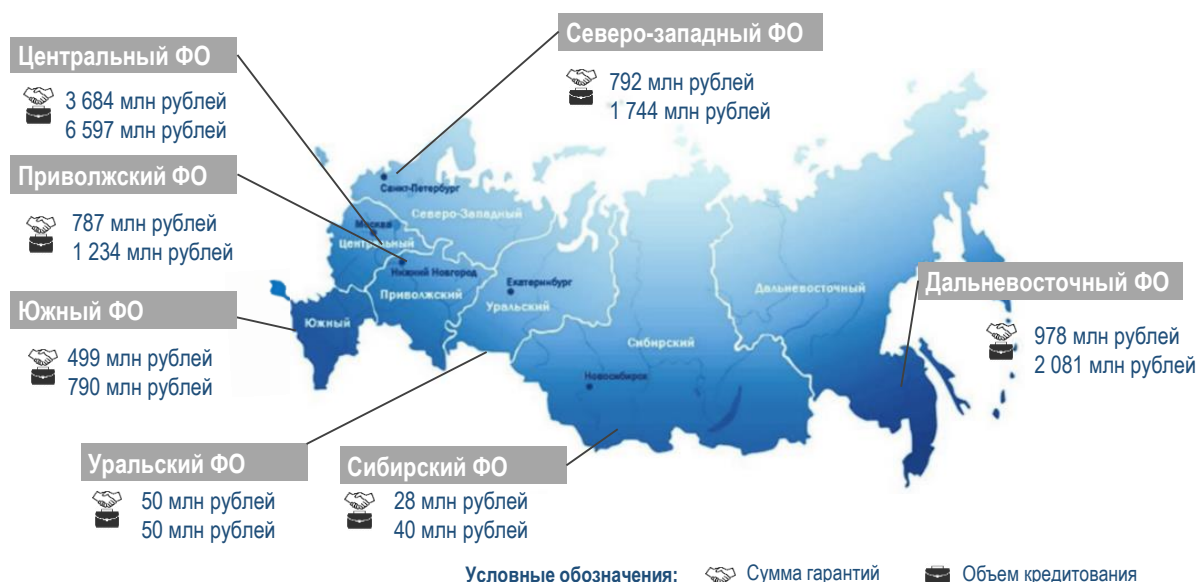 Центральный ФО
3 684 млн рублей
6 597 млн рублей
Северо-западный ФО
792 млн рублей
1 744 млн рублей
Приволжский ФО
787 млн рублей
1 234 млн рублей
Южный ФО
499 млн рублей
790 млн рублей
Дальневосточный ФО
978 млн рублей
2 081 млн рублей
Санкт-Петербург
Северо-Западный
Москва
Центральный
Нижний Новгород
Приволжский
Екатеринбург
Уральский
Южный
Дальневосточный
Сибирский
Новосибирск
Уральский ФО
50 млн рублей
50 млн рублей
Сибирский ФО
28 млн рублей
40 млн рублей
Условные обозначения: Сумма гарантий Объем кредитования